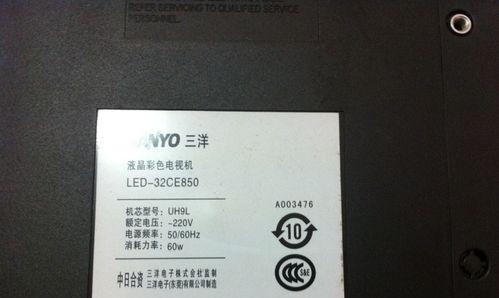 REFER SERVICING TO QUALIFIED SERVICE
PERSONNEL.
SANYO 三洋
液晶彩色电视机
LED-32CE850
A003476
机芯型号: UH9L
额定电压: ~220V
电源频率: 50/60Hz
消耗功率: 60w
10
CCC S&E
中日合资 三洋电子株式会社监制
三洋电子(东莞)有限公司制造